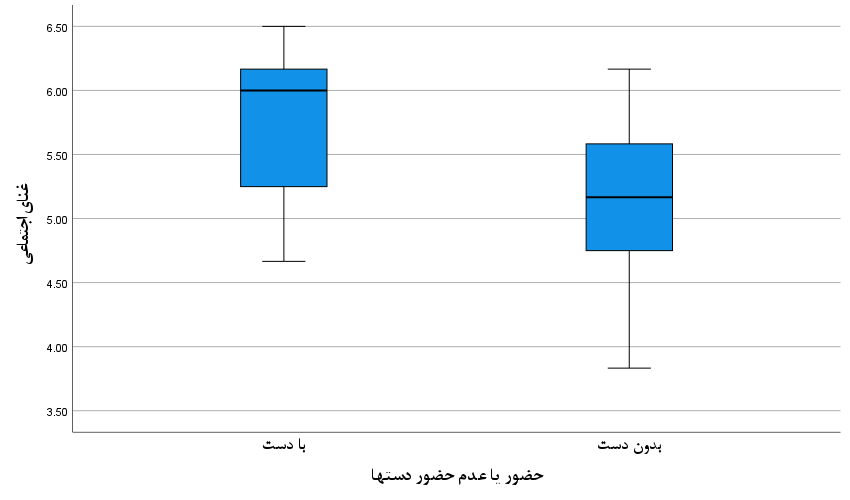 6.50
6.00
5.50
5.00
4.50
4.00
3.50
غنای اجتماعی
با دست
بدون دست
حضور یا عدم حضور دستها